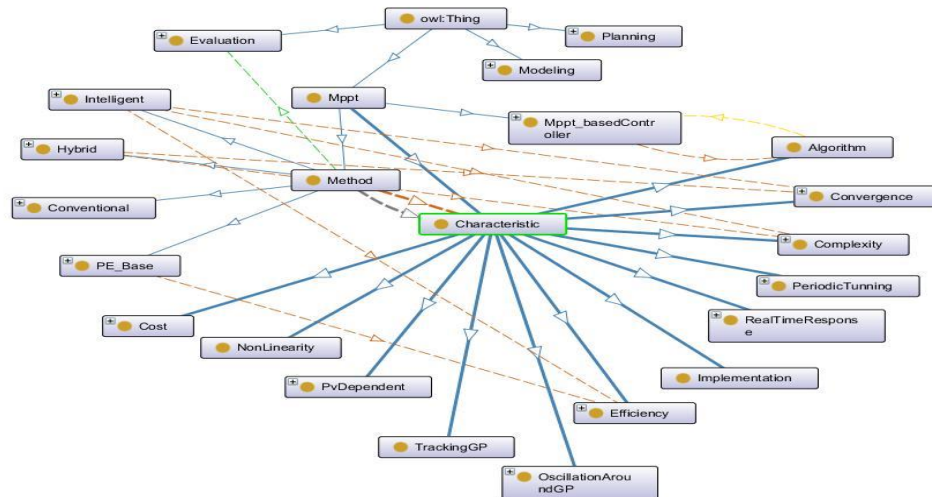 owl:Thing
Evaluation
Planning
Modeling
Intelligent
Mppt
Mppt_basedContr
oller
Algorithm
Hybrid
Method
Convergence
Conventional
Characteristic
Complexity
PE_Base
PeriodicTunning
Cost
RealTimeRespons
e
NonLinearity
PvDependent
Implementation
Efficiency
TrackingGP
OscillationArou
ndGP